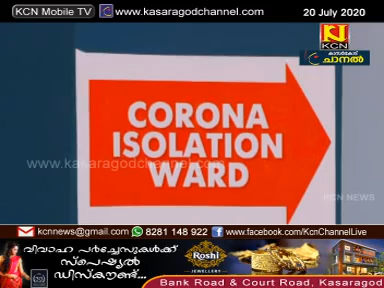 KCN Mobile TV www.kasaragodchannel.com 20 July 2020
KCN
കാസർകോട്
ചാനൽ
CORONA
ISOLATION
WARD
www.kasaragodchannel.com
KCN NEWS
kcnnews@gmail.com 8281 148 922 www.facebook.com/KcnChannelLive
വിവാഹ പർച്ചേസുകൾക്ക്
സ്പെഷ്യൽ
ഡിസ്കൗണ്ട്...
Roshi
JEWELLERY
Bank Road & Court Road, Kasaragod